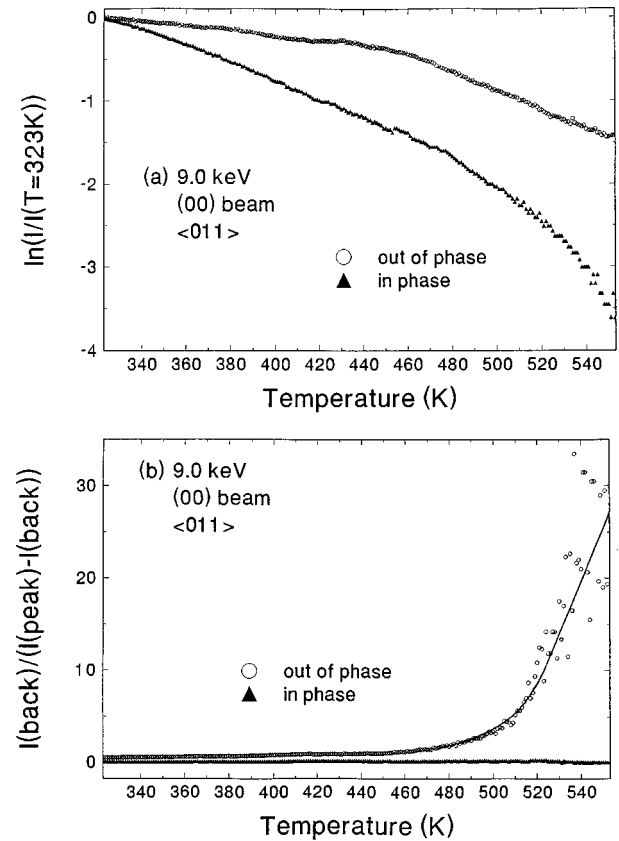 0
-1
-2
-3
-4
ln(I/I(T=323K))
(a) 9.0 keV
(00) beam
<011>
out of phase
in phase
340 360 380 400 420 440 460 480 500 520 540
Temperature (K)
30
20
10
0
I(back)/(I(peak)-I(back))
(b) 9.0 keV
(00) beam
<011>
out of phase
in phase
340 360 380 400 420 440 460 480 500 520 540
Temperature (K)